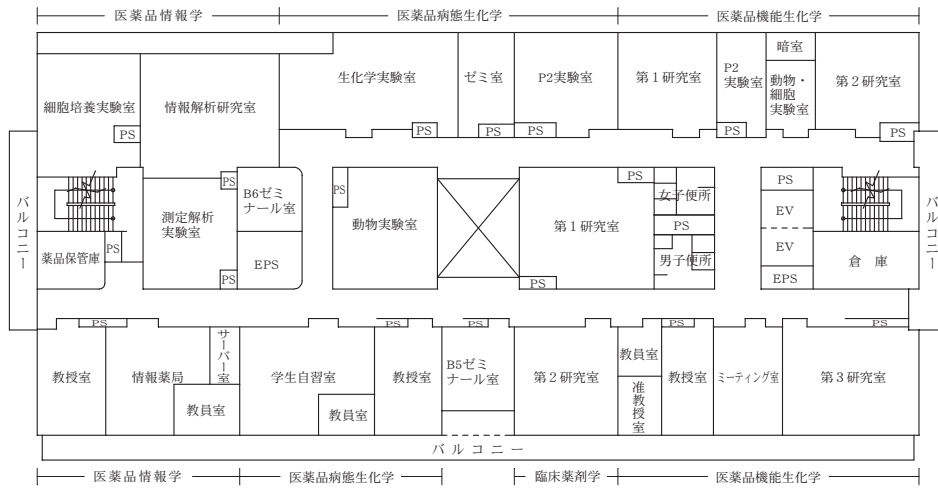 医薬品情報学
医薬品病態生化学
医薬品機能生化学
細胞培養実験室
情報解析研究室
生化学実験室
ゼミ室
P2実験室
第1研究室
P2
実験室
暗室
動物・
細胞
実験室
第2研究室
PS
PS
PS
PS
PS
PS
バルコニー
薬品保管庫
PS
測定解析
実験室
PS
PS
B6ゼミ
ナール室
EPS
PS
動物実験室
第1研究室
PS
PS
女子便所
PS
男子便所
PS
EV
EV
EPS
倉庫
バルコニー
PS
PS
PS
PS
PS
教授室
情報薬局
サーバー室
教員室
学生自習室
教員室
教授室
B5ゼミ
ナール室
第2研究室
教員室
准教授室
教授室
ミーティング室
第3研究室
バルコニー
医薬品情報学
医薬品病態生化学
臨床薬剤学
医薬品機能生化学